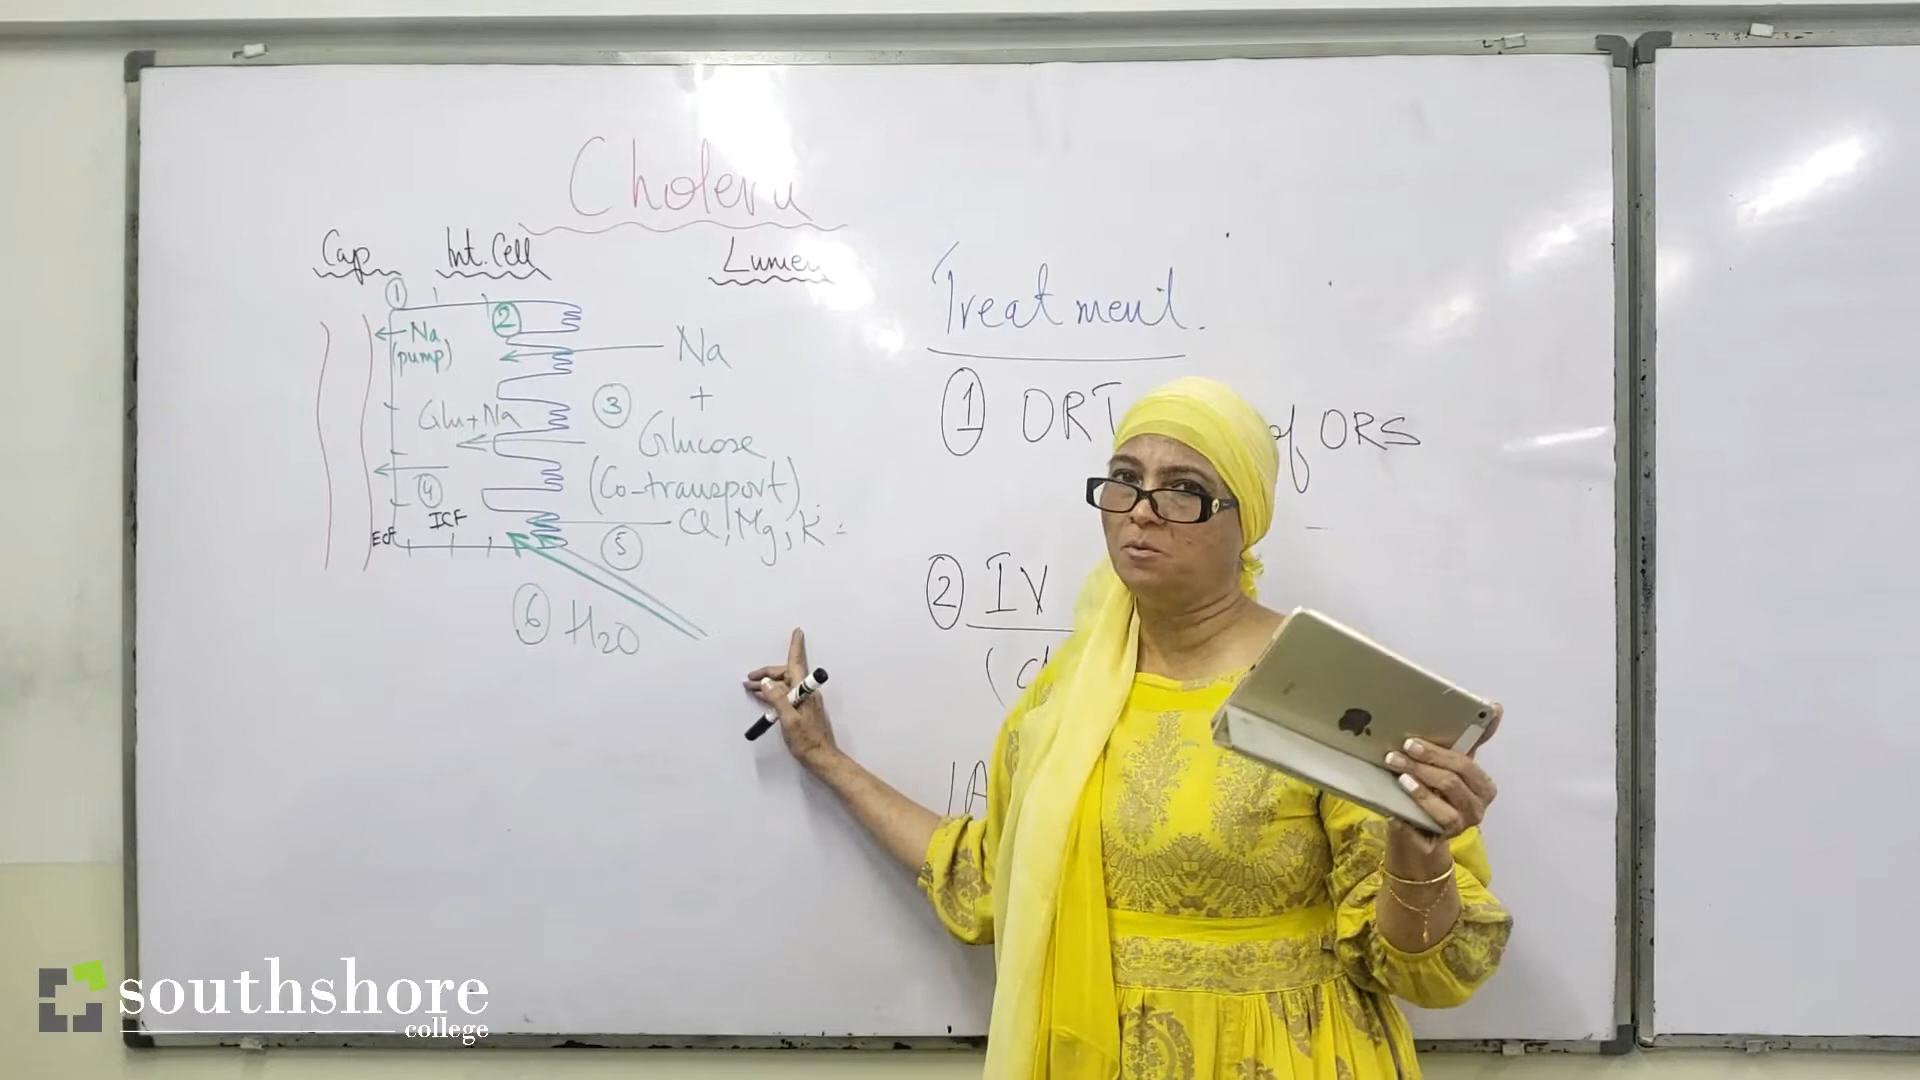 Cholera
Cap
Int. Cell
Lumen
1
Na
(pump)
2
Na
+
3
Glu+Na
Glucose
(Co-transport)
4
ICF
Ecf
Cl, Mg, K
5
6 H2O
Treatment.
1 ORT of ORS
2 IV
southshore
college